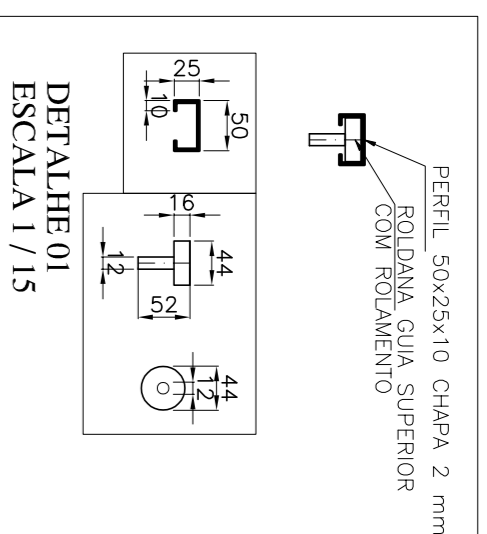 PERFIL 50x25x10 CHAPA 2 mm
ROLDANA GUIA SUPERIOR
COM ROLAMENTO
25
10
50
16
12
44
52
44
12
DETALHE 01
ESCALA 1 / 15